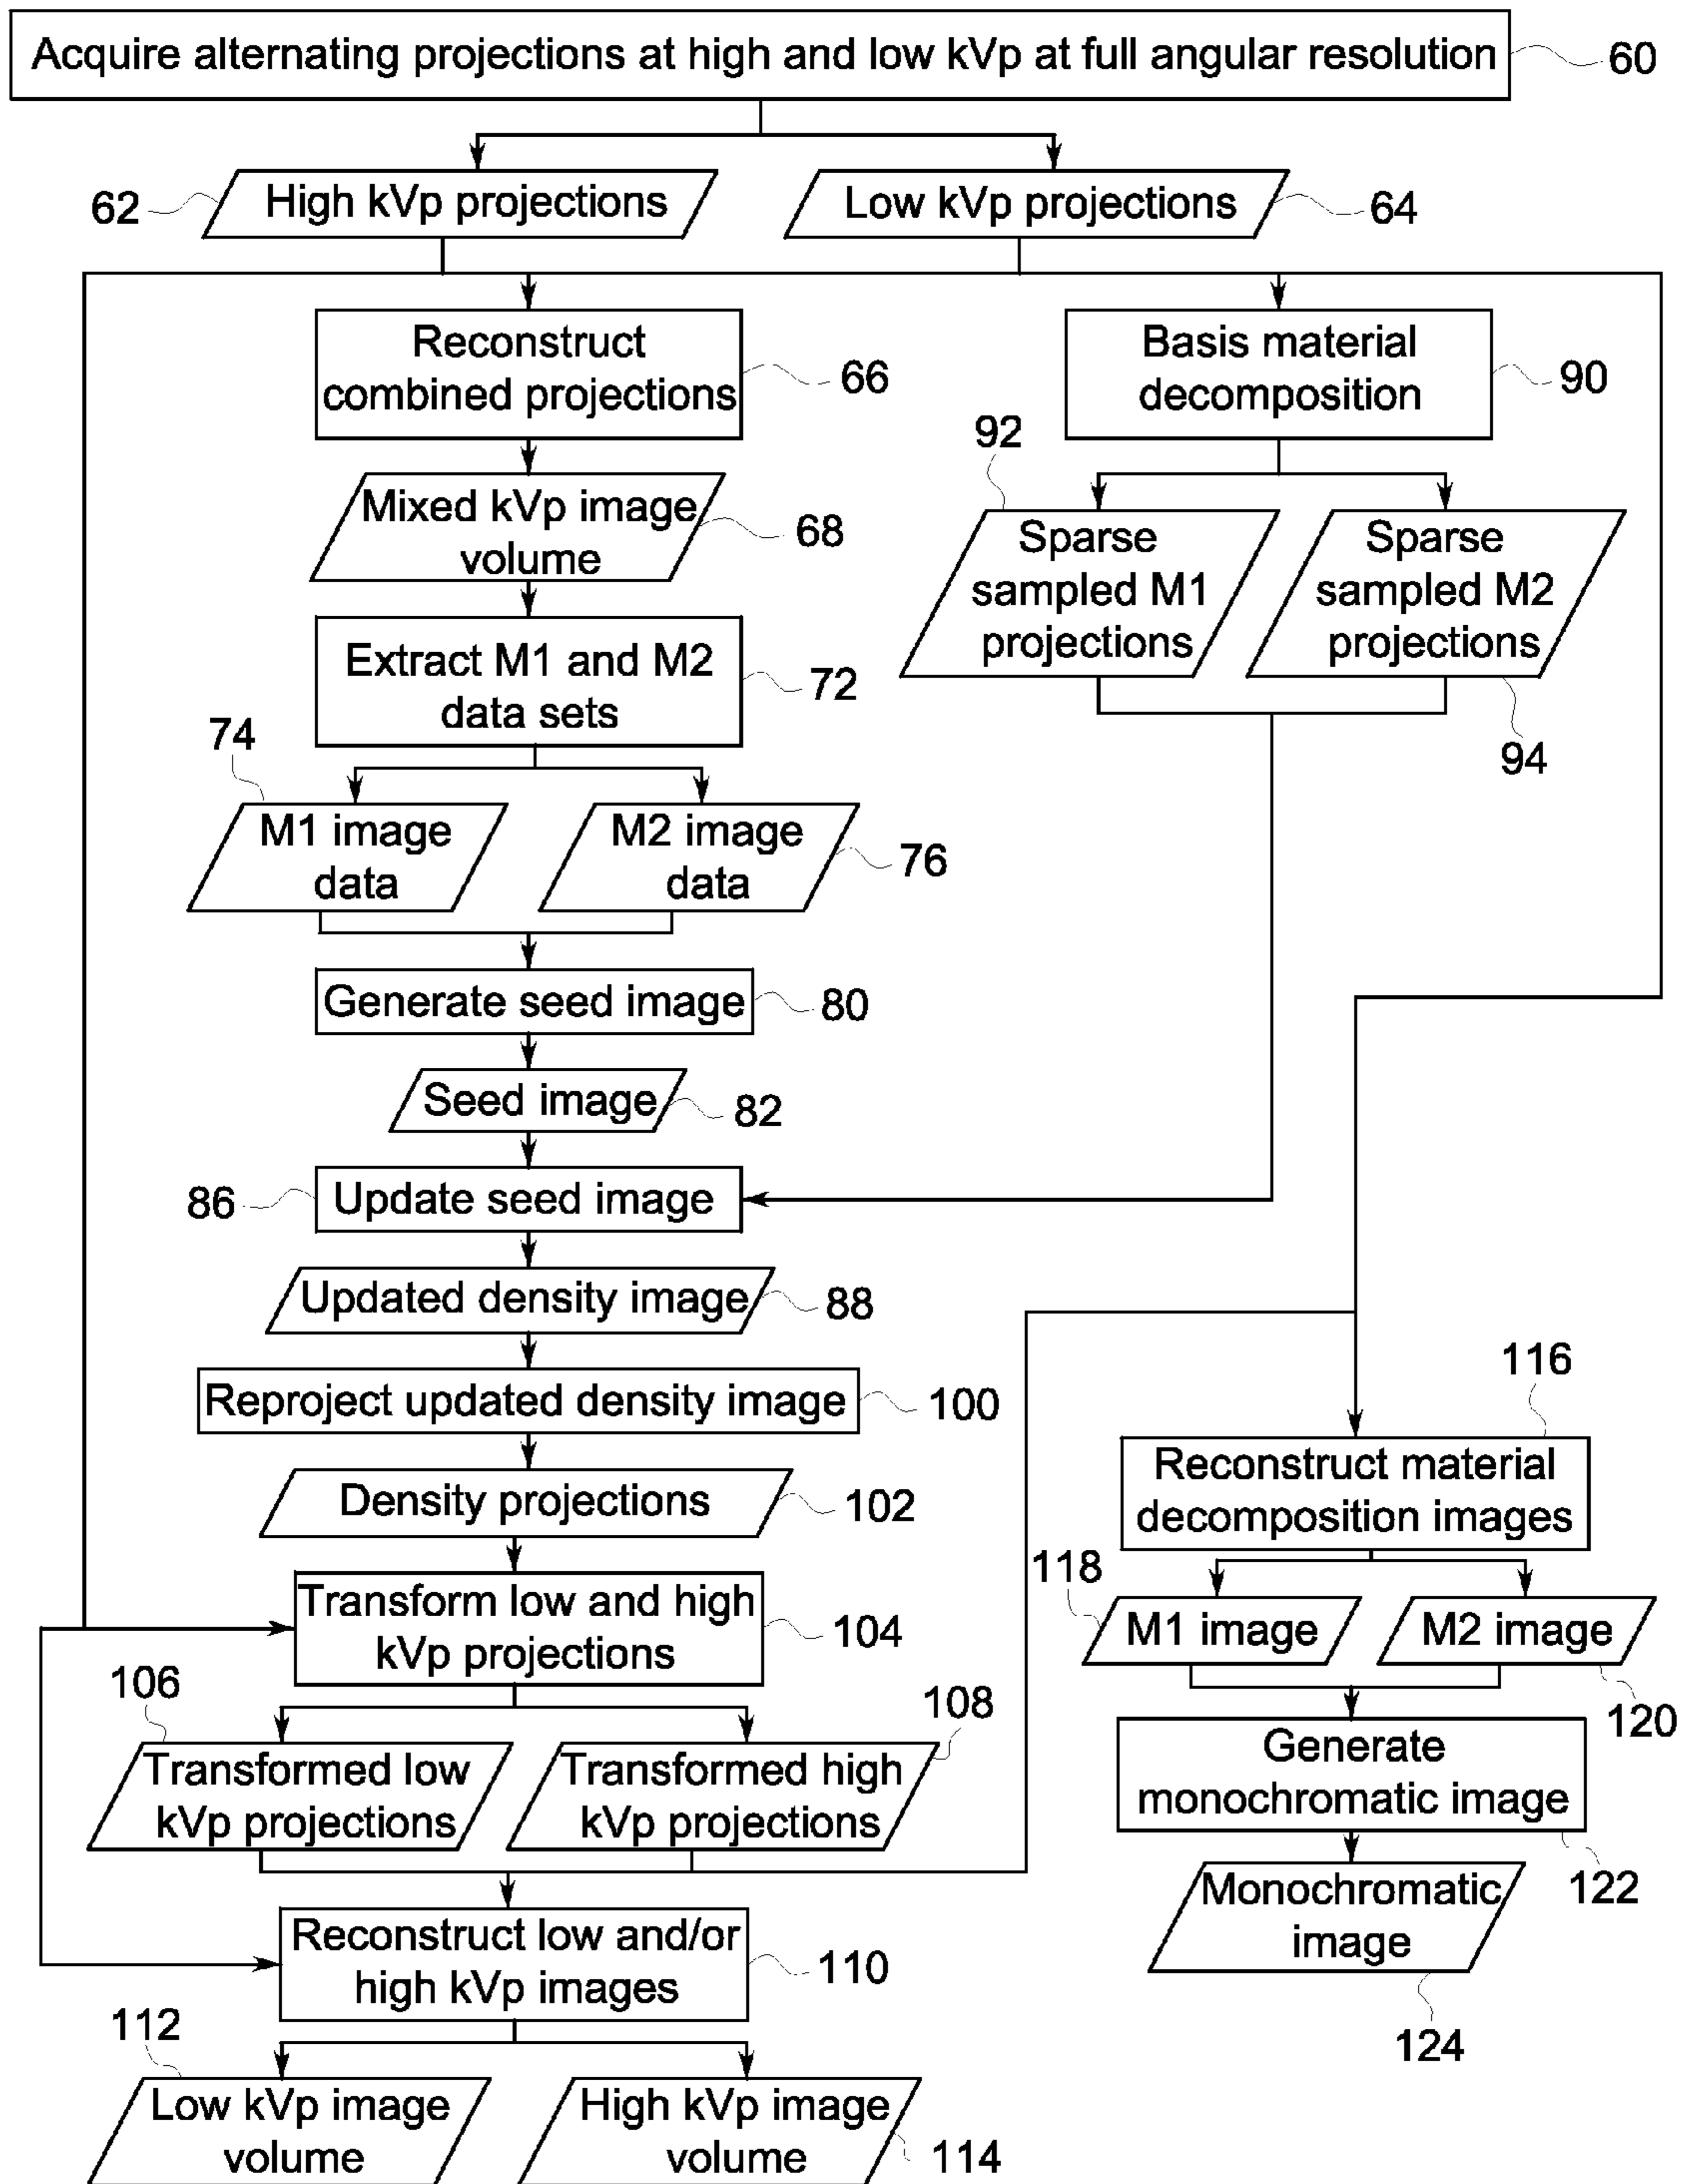 Acquire alternating projections at high and low kVp at full angular resolution
60
62
High kVp projections
Low kVp projections
64
Reconstruct
combined projections
66
Basis material
decomposition
90
Mixed kVp image
volume
68
92
Sparse
sampled M1
projections
Sparse
sampled M2
projections
94
Extract M1 and M2
data sets
72
74
M1 image
data
M2 image
data
76
Generate seed image
80
Seed image
82
86
Update seed image
Updated density image
88
Reproject updated density image
100
Density projections
102
Transform low and high
kVp projections
104
106
Transformed low
kVp projections
108
Transformed high
kVp projections
Reconstruct low and/or
high kVp images
110
112
Low kVp image
volume
High kVp image
volume
114
116
Reconstruct material
decomposition images
118
M1 image
M2 image
120
Generate
monochromatic image
122
Monochromatic
image
124